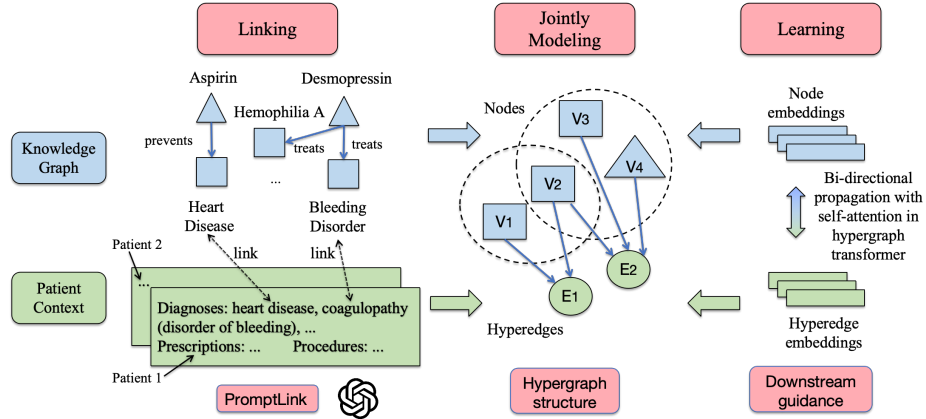 Linking
Jointly
Modeling
Learning
Aspirin
Desmopressin
Hemophilia A
prevents
treats
treats
...
Heart
Disease
Bleeding
Disorder
link
link
Knowledge
Graph
Nodes
V3
V4
V2
V1
E2
E1
Hyperedges
Node
embeddings
Bi-directional
propagation with
self-attention in
hypergraph
transformer
Hyperedge
embeddings
Patient 2
Patient
Context
...
Diagnoses: heart disease, coagulopathy
(disorder of bleeding), ...
Prescriptions: ... Procedures: ...
Patient 1
PromptLink
Hypergraph
structure
Downstream
guidance